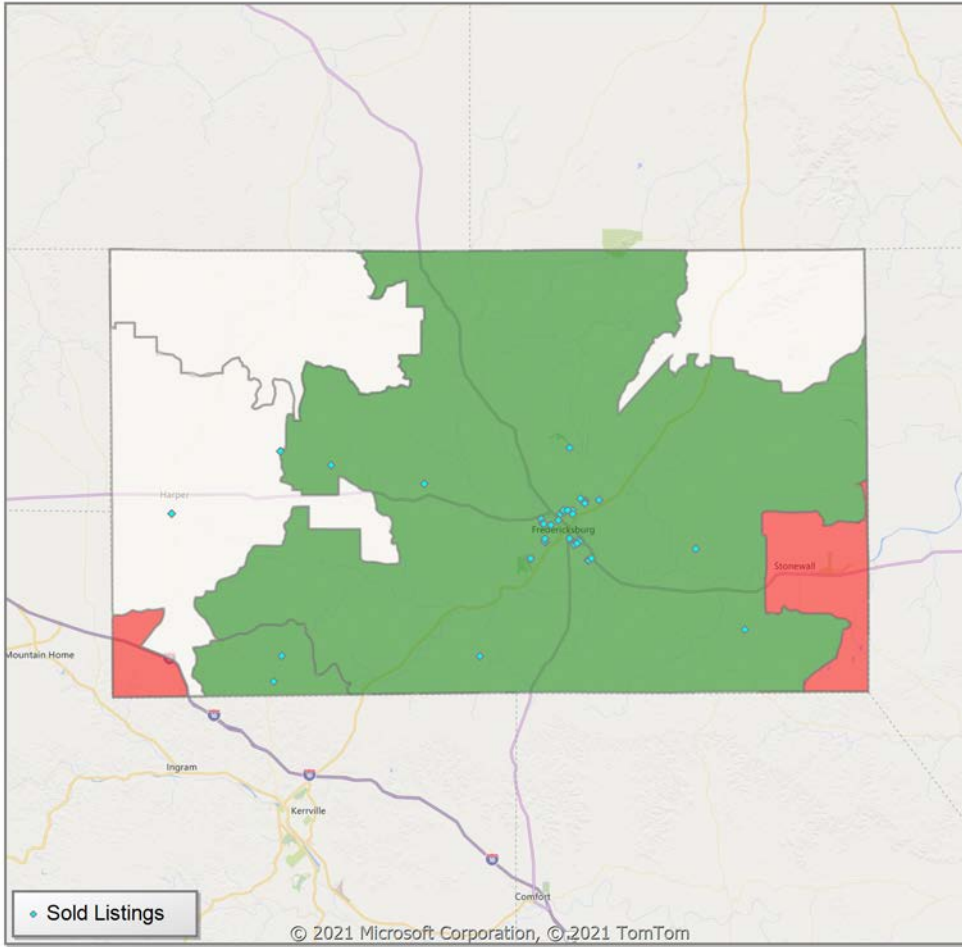 Harper
Fredericksburg
Stonewall
Mountain Home
Ingram
Kerrville
Comfort
Sold Listings
© 2021 Microsoft Corporation, © 2021 TomTom